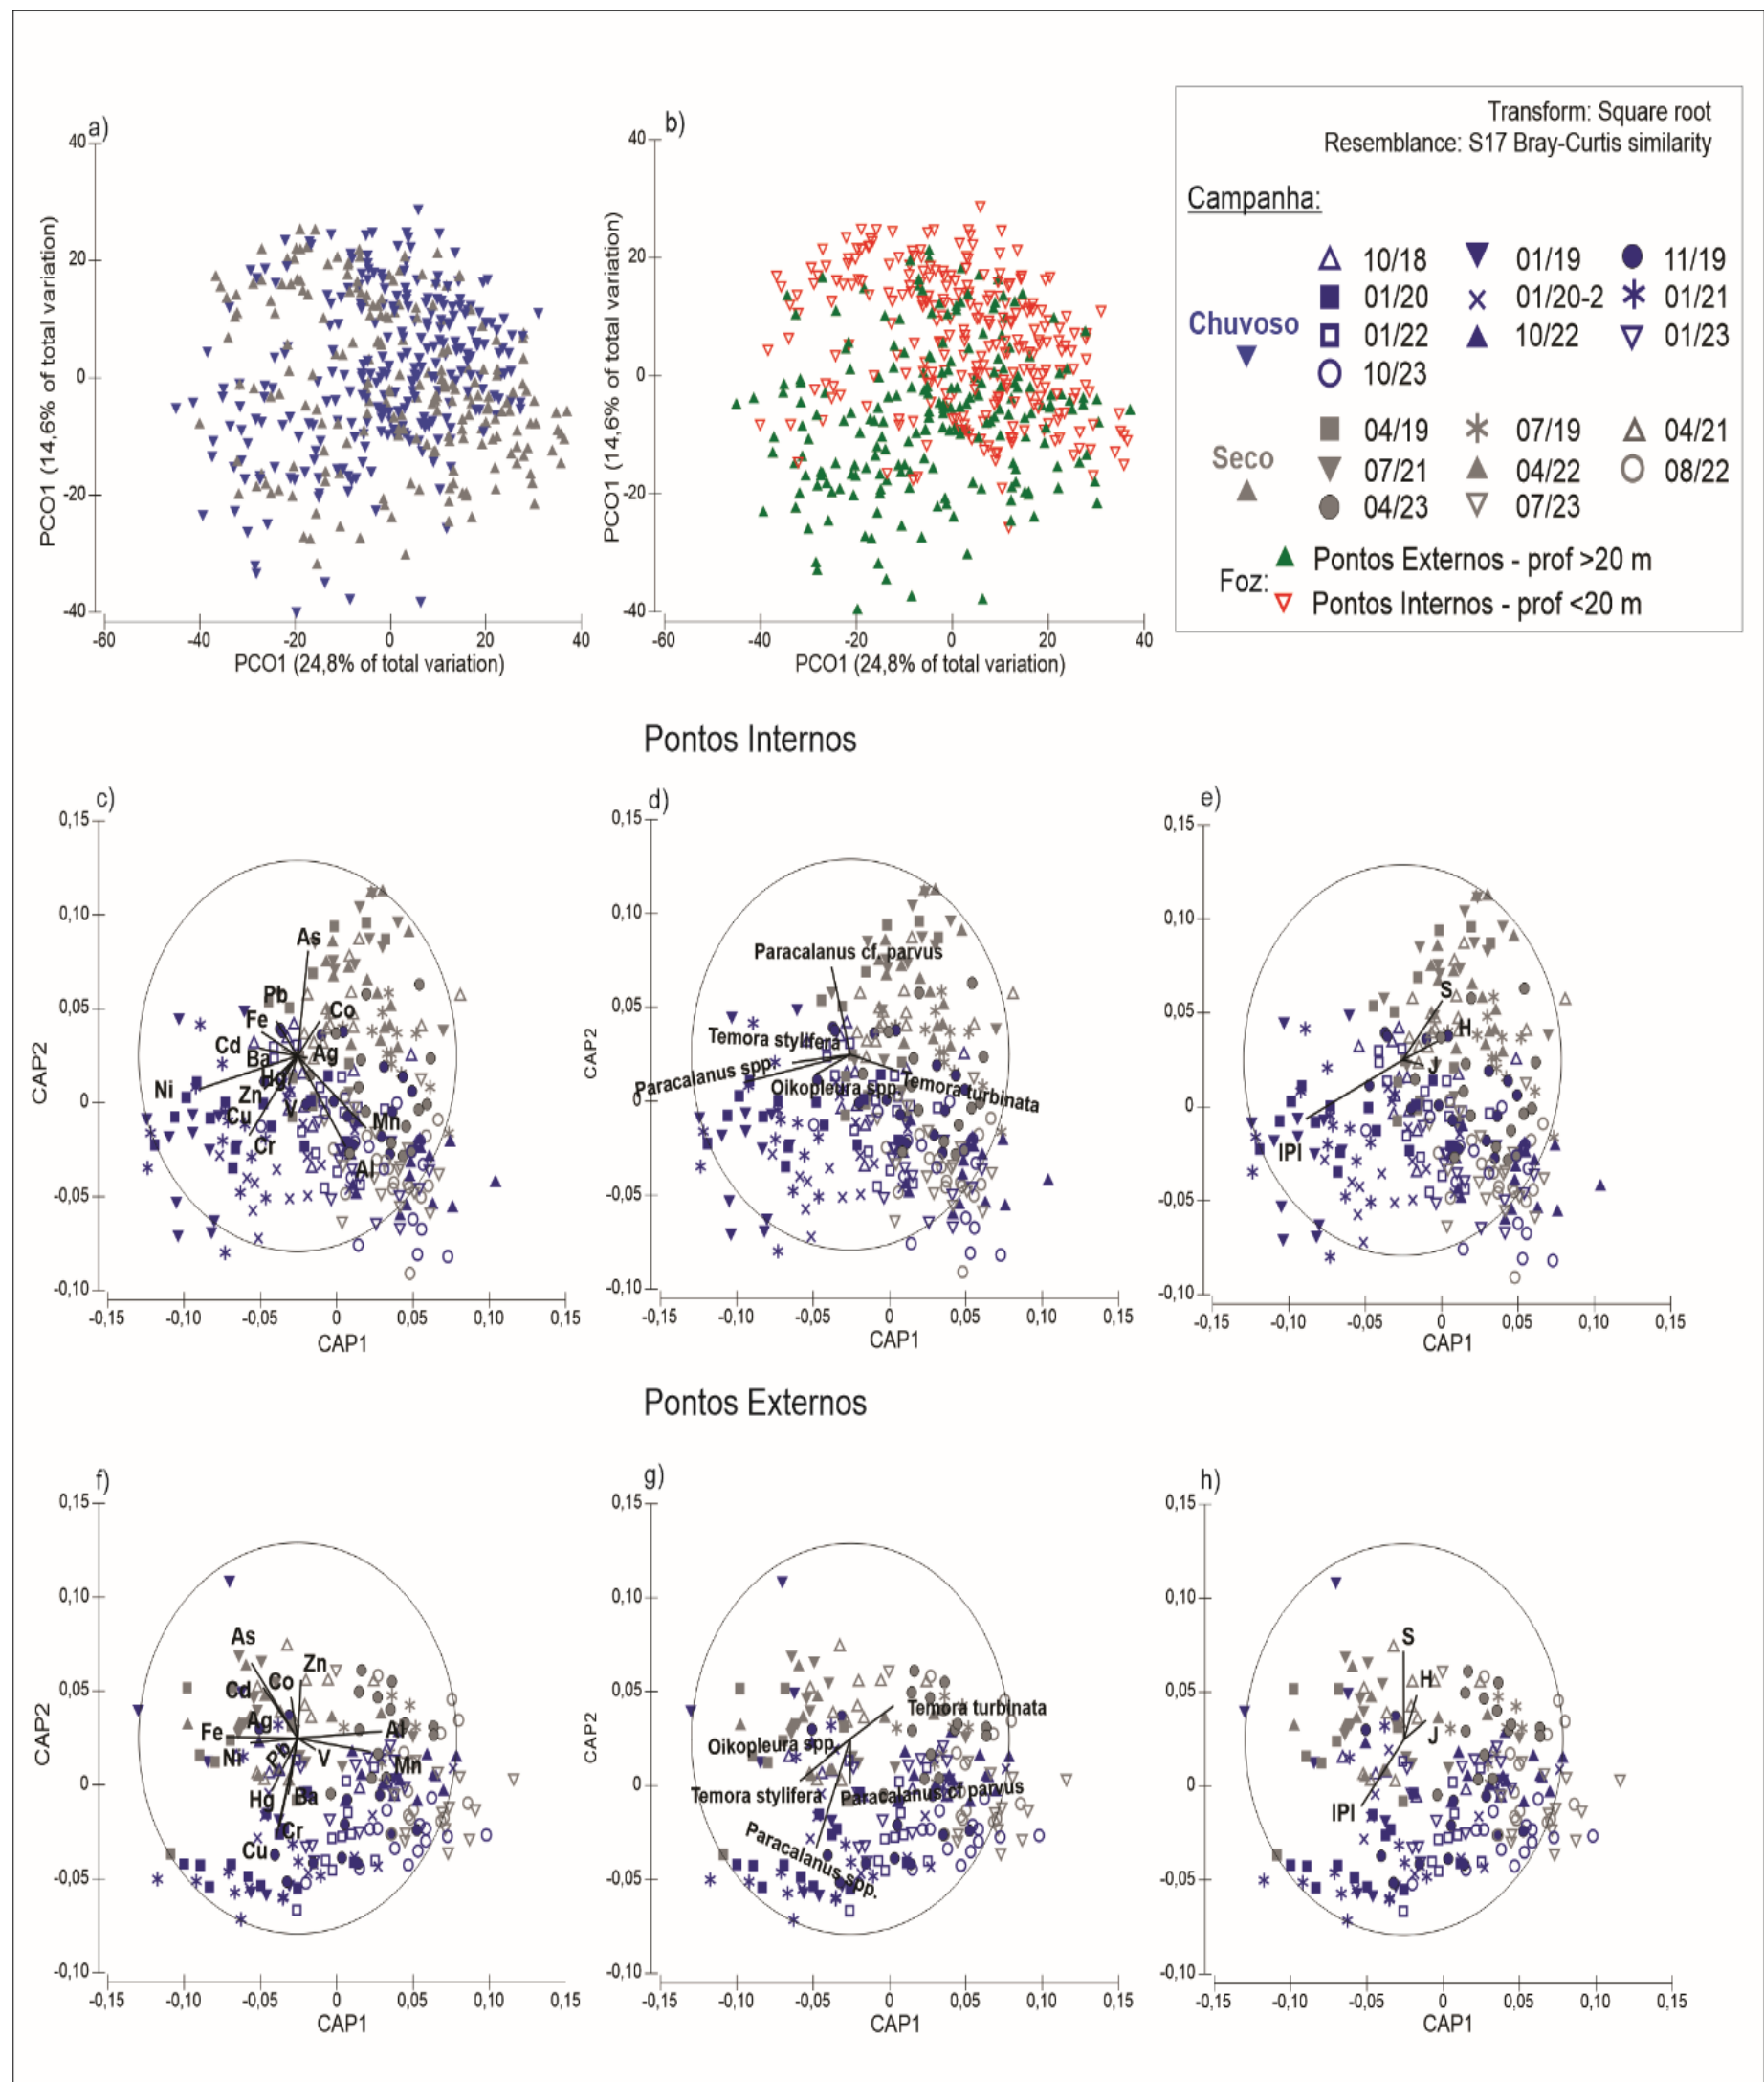 a)
40
20
0
-20
-40
PCO1 (14,6% of total variation)
-60 -40 -20 0 20 40
PCO1 (24,8% of total variation)
b)
40
20
0
-20
-40
PCO1 (14,6% of total variation)
-60 -40 -20 0 20 40
PCO1 (24,8% of total variation)
Transform: Square root
Resemblance: S17 Bray-Curtis similarity
Campanha:
Chuvoso
10/18 01/19 11/19
01/20 01/20-2 01/21
01/22 10/22 01/23
10/23
Seco
04/19 07/19 04/21
07/21 04/22 08/22
04/23 07/23
Foz:
Pontos Externos - prof >20 m
Pontos Internos - prof <20 m
Pontos Internos
c)
0,15
0,10
0,05
0
-0,05
-0,10
CAP2
As
Pb
Co
Fe
Cd
Ba
Ag
Hg
Ni
Zn
Cu
V
Cr
Mn
Al
-0,15 -0,10 -0,05 0 0,05 0,10 0,15
CAP1
d)
0,15
0,10
0,05
0
-0,05
-0,10
CAP2
Paracalanus cf. parvus
Temora stylifera
Paracalanus spp.
Oikopleura spp.
Temora turbinata
-0,15 -0,10 -0,05 0 0,05 0,10 0,15
CAP1
e)
0,15
0,10
0,05
0
-0,05
-0,10
S
H
J
IPI
-0,15 -0,10 -0,05 0 0,05 0,10 0,15
CAP1
Pontos Externos
f)
0,15
0,10
0,05
0
-0,05
-0,10
CAP2
As
Zn
Co
Cd
Ag
Fe
Al
Ni
Pb
V
Mn
Hg
Ba
Cr
Cu
-0,15 -0,10 -0,05 0 0,05 0,10 0,15
CAP1
g)
0,15
0,10
0,05
0
-0,05
-0,10
CAP2
Temora turbinata
Oikopleura spp.
Temora styllifera
Paracalanus cf parvus
Paracalanus spp.
-0,15 -0,10 -0,05 0 0,05 0,10 0,15
CAP1
h)
0,15
0,10
0,05
0
-0,05
-0,10
S
H
J
IPI
-0,15 -0,10 -0,05 0 0,05 0,10 0,15
CAP1